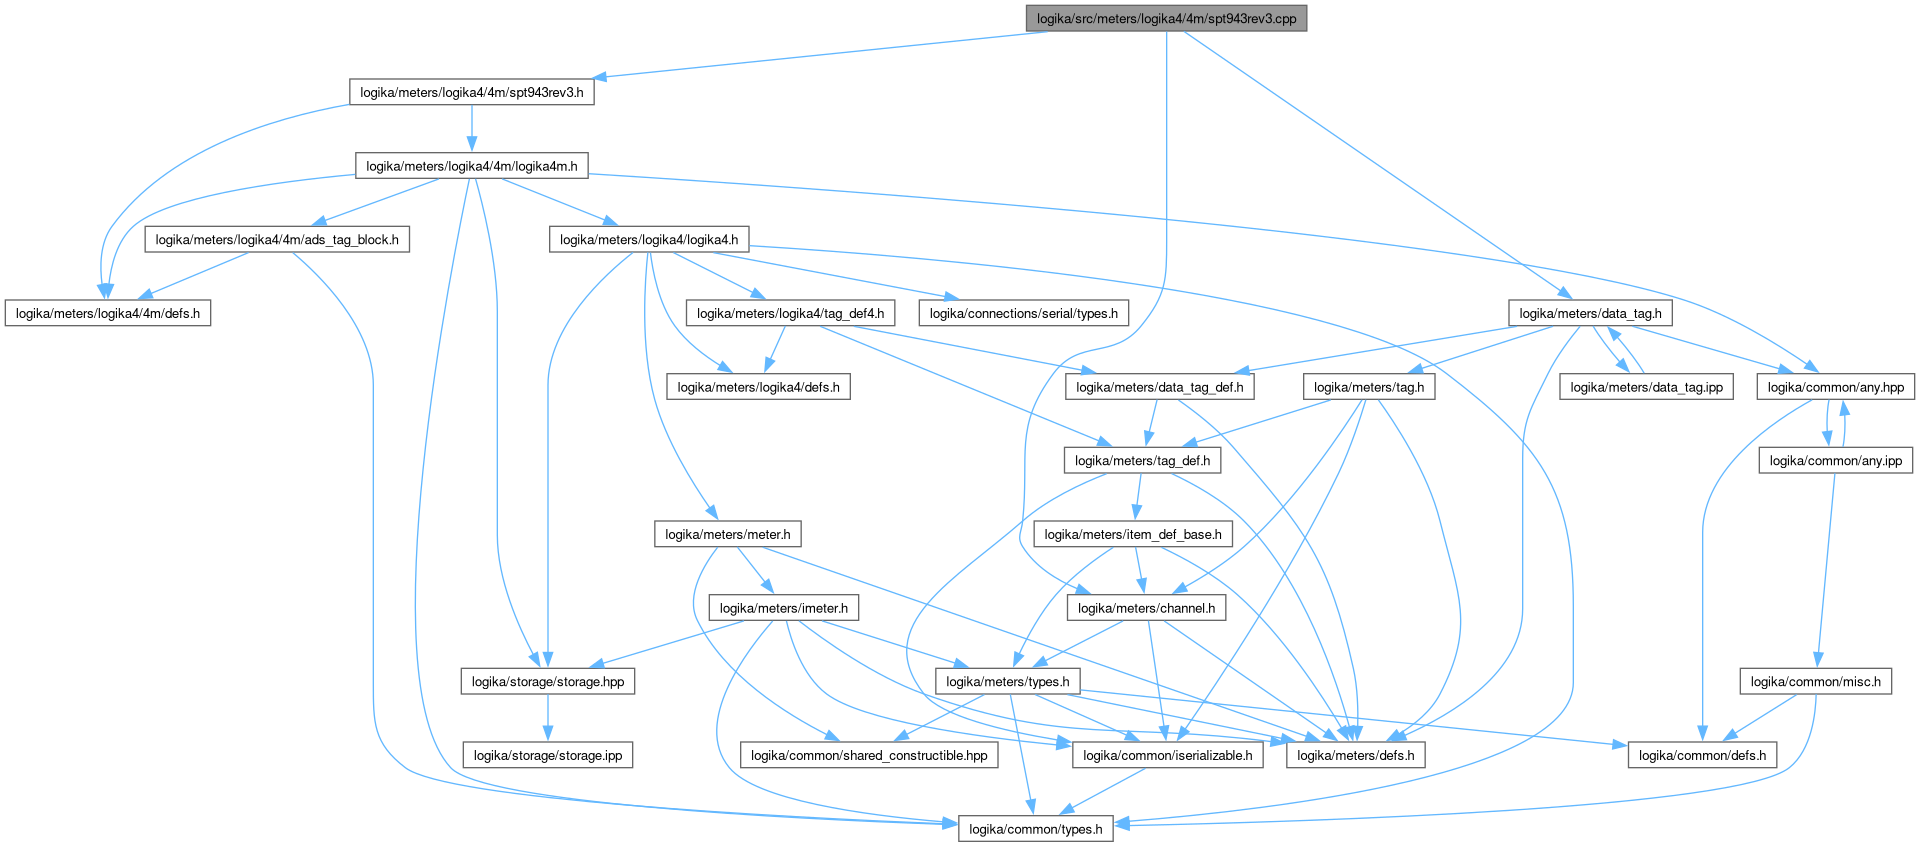 logika/src/meters/logika4/4m/spt943rev3.cpp
logika/meters/logika4/4m/spt943rev3.h
logika/meters/logika4/4m/logika4m.h
logika/meters/logika4/4m/ads_tag_block.h
logika/meters/logika4/logika4.h
logika/meters/logika4/4m/defs.h
logika/meters/logika4/tag_def4.h
logika/connections/serial/types.h
logika/meters/data_tag.h
logika/meters/logika4/defs.h
logika/meters/data_tag_def.h
logika/meters/tag.h
logika/meters/data_tag.ipp
logika/common/any.hpp
logika/meters/tag_def.h
logika/common/any.ipp
logika/meters/meter.h
logika/meters/item_def_base.h
logika/meters/imeter.h
logika/meters/channel.h
logika/storage/storage.hpp
logika/meters/types.h
logika/common/misc.h
logika/storage/storage.ipp
logika/common/shared_constructible.hpp
logika/common/iserializable.h
logika/meters/defs.h
logika/common/defs.h
logika/common/types.h